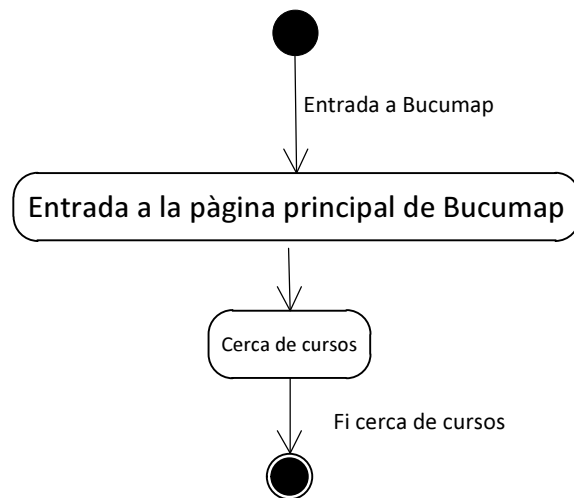 Entrada a Bucumap
Entrada a la pàgina principal de Bucumap
Cerca de cursos
Fi cerca de cursos